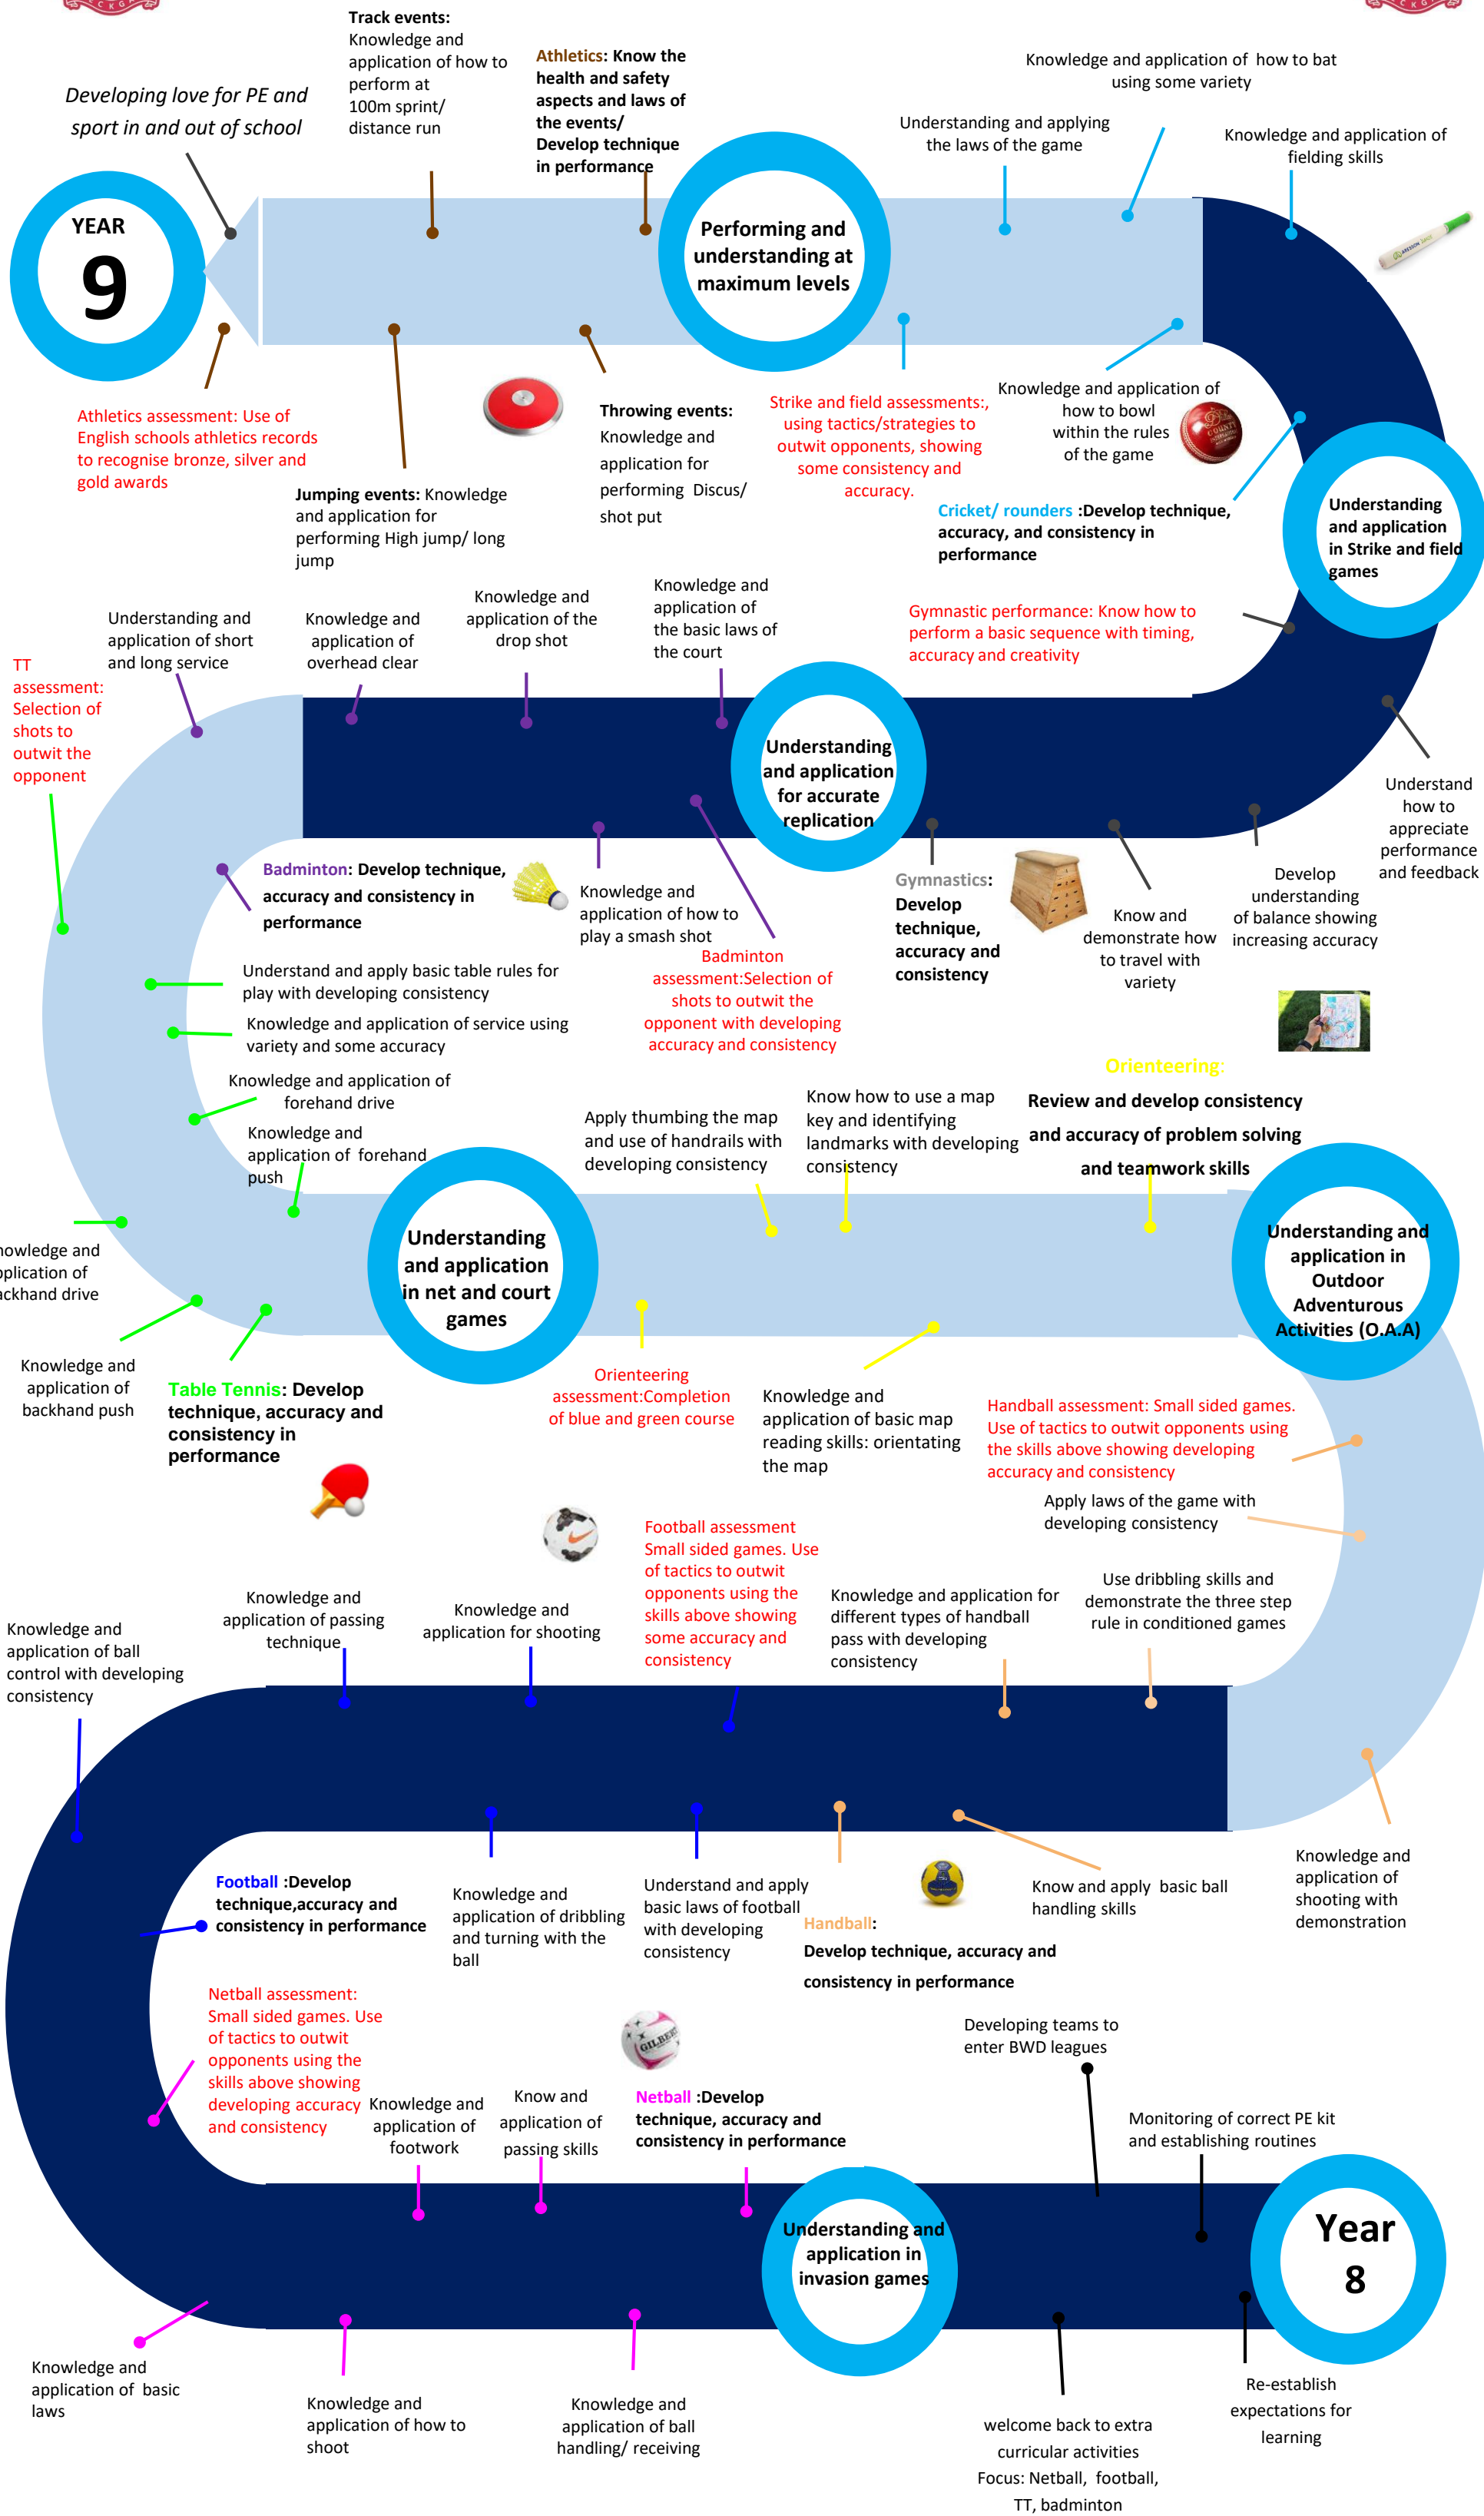 Track events:
Knowledge and
application of how to
perform at
100m sprint/
distance run
Athletics: Know the
health and safety
aspects and laws of
the events/
Develop technique
in performance
Knowledge and application of how to bat
using some variety
Developing love for PE and
sport in and out of school
Understanding and applying
the laws of the game
Knowledge and application of
fielding skills
YEAR
9
Performing and
understanding at
maximum levels
Athletics assessment: Use of
English schools athletics records
to recognise bronze, silver and
gold awards
Jumping events: Knowledge
and application for
performing High jump/ long
jump
Throwing events:
Knowledge and
application for
performing Discus/
shot put
Strike and field assessments:,
using tactics/strategies to
outwit opponents, showing
some consistency and
accuracy.
Knowledge and application of
how to bowl
within the rules
of the game
Cricket/ rounders :Develop technique,
accuracy, and consistency in
performance
Understanding
and application
in Strike and field
games
Gymnastic performance: Know how to
perform a basic sequence with timing,
accuracy and creativity
TT
assessment:
Selection of
shots to
outwit the
opponent
Understanding and
application of short
and long service
Knowledge and
application of
overhead clear
Knowledge and
application of the
drop shot
Knowledge and
application of
the basic laws of
the court
Understanding
and application
for accurate
replication
Understand
how to
appreciate
performance
and feedback
Badminton: Develop technique,
accuracy and consistency in
performance
Knowledge and
application of how to
play a smash shot
Badminton
assessment:Selection of
shots to outwit the
opponent with developing
accuracy and consistency
Gymnastics:
Develop
technique,
accuracy and
consistency
Know and
demonstrate how
to travel with
variety
Develop
understanding
of balance showing
increasing accuracy
Understand and apply basic table rules for
play with developing consistency
Knowledge and application of service using
variety and some accuracy
Knowledge and application of
forehand drive
Knowledge and
application of forehand
push
Apply thumbing the map
and use of handrails with
developing consistency
Know how to use a map
key and identifying
landmarks with developing
consistency
Orienteering:
Review and develop consistency
and accuracy of problem solving
and teamwork skills
Understanding
and application
in net and court
games
Understanding and
application in
Outdoor
Adventurous
Activities (O.A.A)
nowledge and
plication of
ackhand drive
Knowledge and
application of
backhand push
Table Tennis: Develop
technique, accuracy and
consistency in
performance
Orienteering
assessment:Completion
of blue and green course
Knowledge and
application of basic map
reading skills: orientating
the map
Handball assessment: Small sided games.
Use of tactics to outwit opponents using
the skills above showing developing
accuracy and consistency
Apply laws of the game with
developing consistency
Knowledge and
application of ball
control with developing
consistency
Knowledge and
application of passing
technique
Knowledge and
application for shooting
Football assessment
Small sided games. Use
of tactics to outwit
opponents using the
skills above showing
some accuracy and
consistency
Knowledge and application for
different types of handball
pass with developing
consistency
Use dribbling skills and
demonstrate the three step
rule in conditioned games
Football :Develop
technique,accuracy and
consistency in performance
Knowledge and
application of dribbling
and turning with the
ball
Understand and apply
basic laws of football
with developing
consistency
Handball:
Develop technique, accuracy and
consistency in performance
Know and apply basic ball
handling skills
Knowledge and
application of
shooting with
demonstration
Netball assessment:
Small sided games. Use
of tactics to outwit
opponents using the
skills above showing
developing accuracy
and consistency
Knowledge and
application of
footwork
Know and
application of
passing skills
GILBERT
Netball :Develop
technique, accuracy and
consistency in performance
Developing teams to
enter BWD leagues
Monitoring of correct PE kit
and establishing routines
Understanding and
application in
invasion games
Year
8
Knowledge and
application of basic
laws
Knowledge and
application of how to
shoot
Knowledge and
application of ball
handling/ receiving
welcome back to extra
curricular activities
Focus: Netball, football,
TT, badminton
Re-establish
expectations for
learning